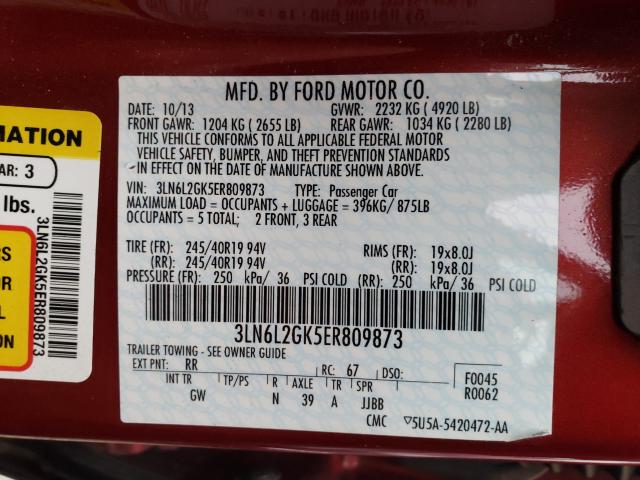 MATION
AR: 3
lbs.
RS
OR
D
3LN6L2GK5ER809873
MFD. BY FORD MOTOR CO.
DATE: 10/13 GVWR: 2232 KG ( 4920 LB)
FRONT GAWR: 1204 KG ( 2655 LB) REAR GAWR: 1034 KG ( 2280 LB)
THIS VEHICLE CONFORMS TO ALL APPLICABLE FEDERAL MOTOR
VEHICLE SAFETY, BUMPER, AND THEFT PREVENTION STANDARDS
IN EFFECT ON THE DATE OF MANUFACTURE SHOWN ABOVE.
VIN: 3LN6L2GK5ER809873 TYPE: Passenger Car
MAXIMUM LOAD = OCCUPANTS + LUGGAGE = 396KG/ 875LB
OCCUPANTS = 5 TOTAL; 2 FRONT, 3 REAR
TIRE (FR): 245/40R19 94V RIMS (FR): 19x8.0J
(RR): 245/40R19 94V (RR): 19x8.0J
PRESSURE (FR): 250 kPa/ 36 PSI COLD (RR): 250 kPa/ 36 PSI COLD
3LN6L2GK5ER809873
TRAILER TOWING - SEE OWNER GUIDE
EXT PNT: RR RC: 67 DSO: F0045
INT TR TP/PS R AXLE TR SPR R0062
GW N 39 A JJBB
CMC 5U5A-5420472-AA